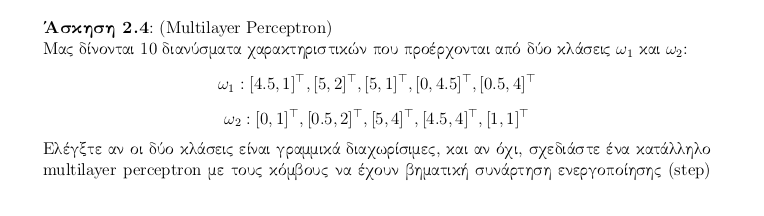 Άσκηση 2.4: (Multilayer Perceptron)
Μας δίνονται 10 διανύσματα χαρακτηριστικών που προέρχονται από δύο κλάσεις ω₁ και ω₂:
ω₁ : [4.5, 1]^⊤, [5, 2]^⊤, [5, 1]^⊤, [0, 4.5]^⊤, [0.5, 4]^⊤
ω₂ : [0, 1]^⊤, [0.5, 2]^⊤, [5, 4]^⊤, [4.5, 4]^⊤, [1, 1]^⊤
Ελέγξτε αν οι δύο κλάσεις είναι γραμμικά διαχωρίσιμες, και αν όχι, σχεδιάστε ένα κατάλληλο
multilayer perceptron με τους κόμβους να έχουν βηματική συνάρτηση ενεργοποίησης (step)